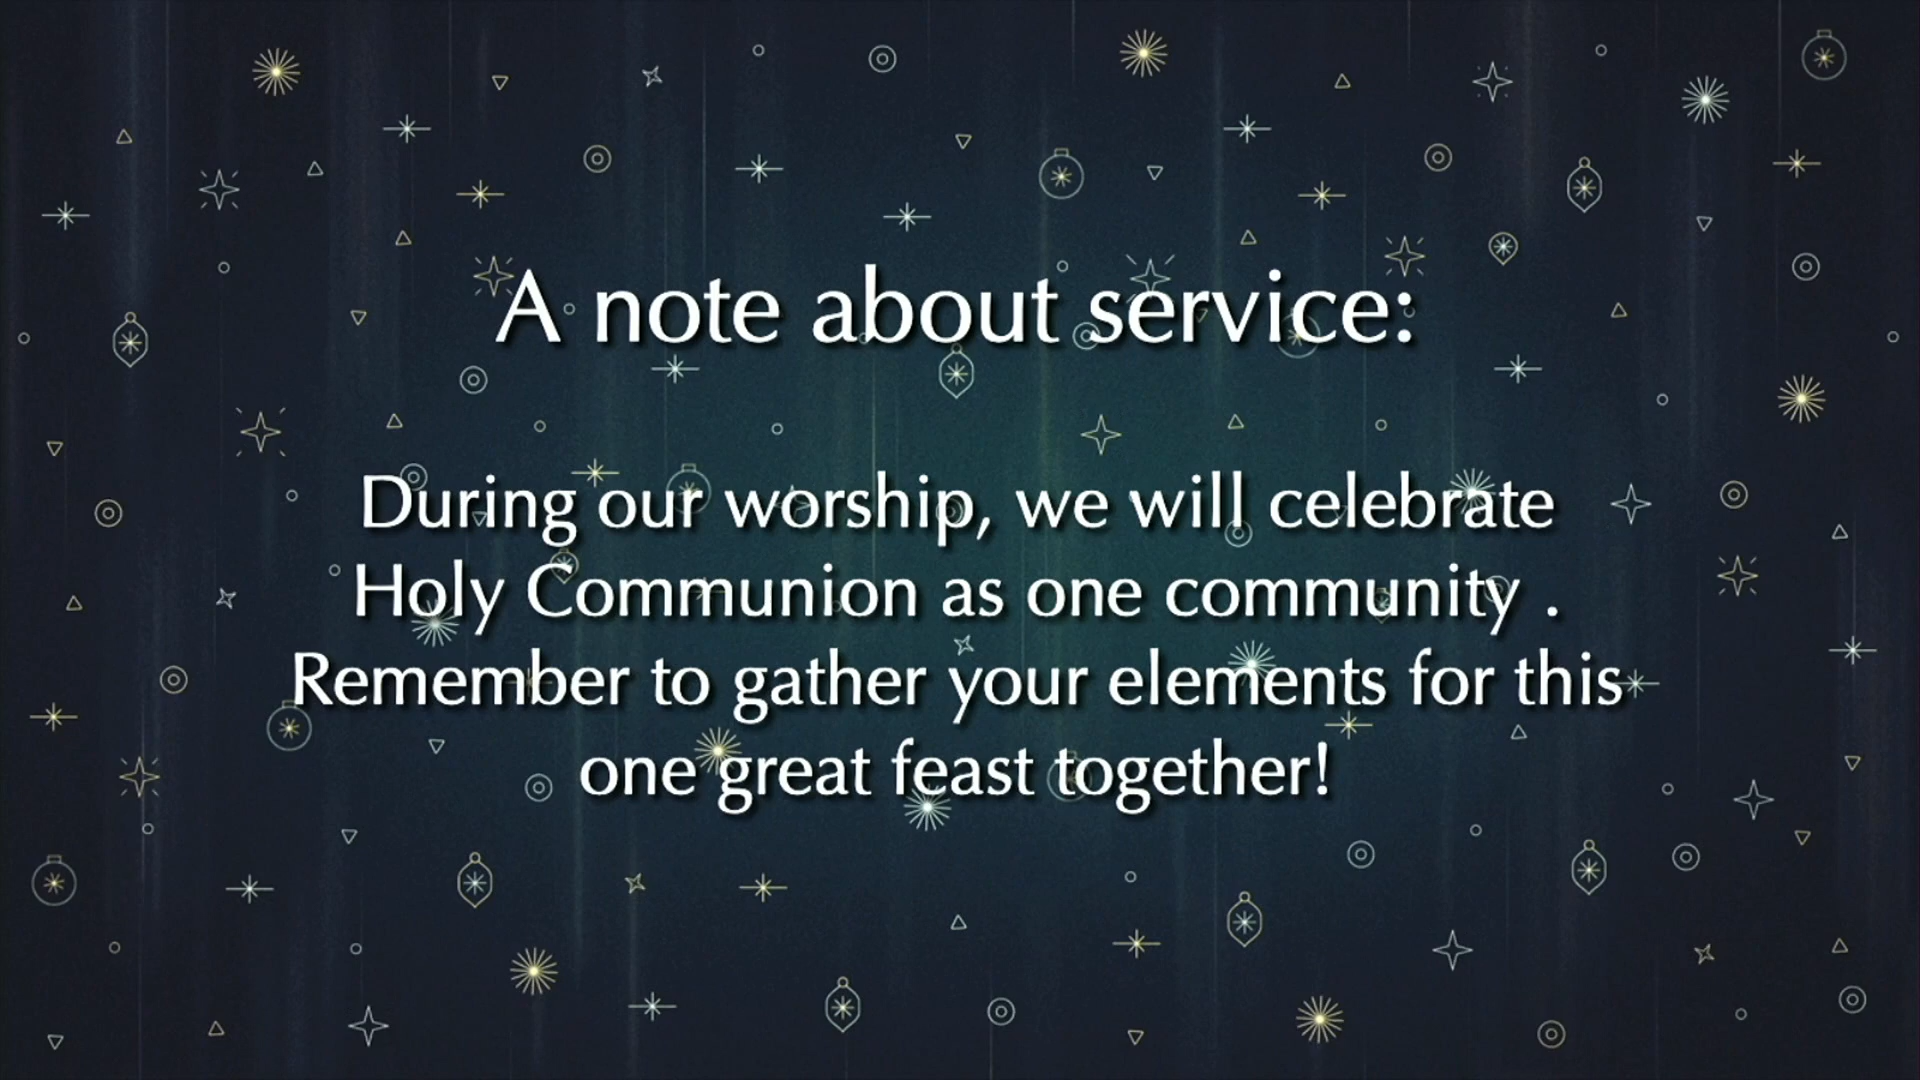 A note about service:
During our worship, we will celebrate
Holy Communion as one community .
Remember to gather your elements for this
one great feast together!